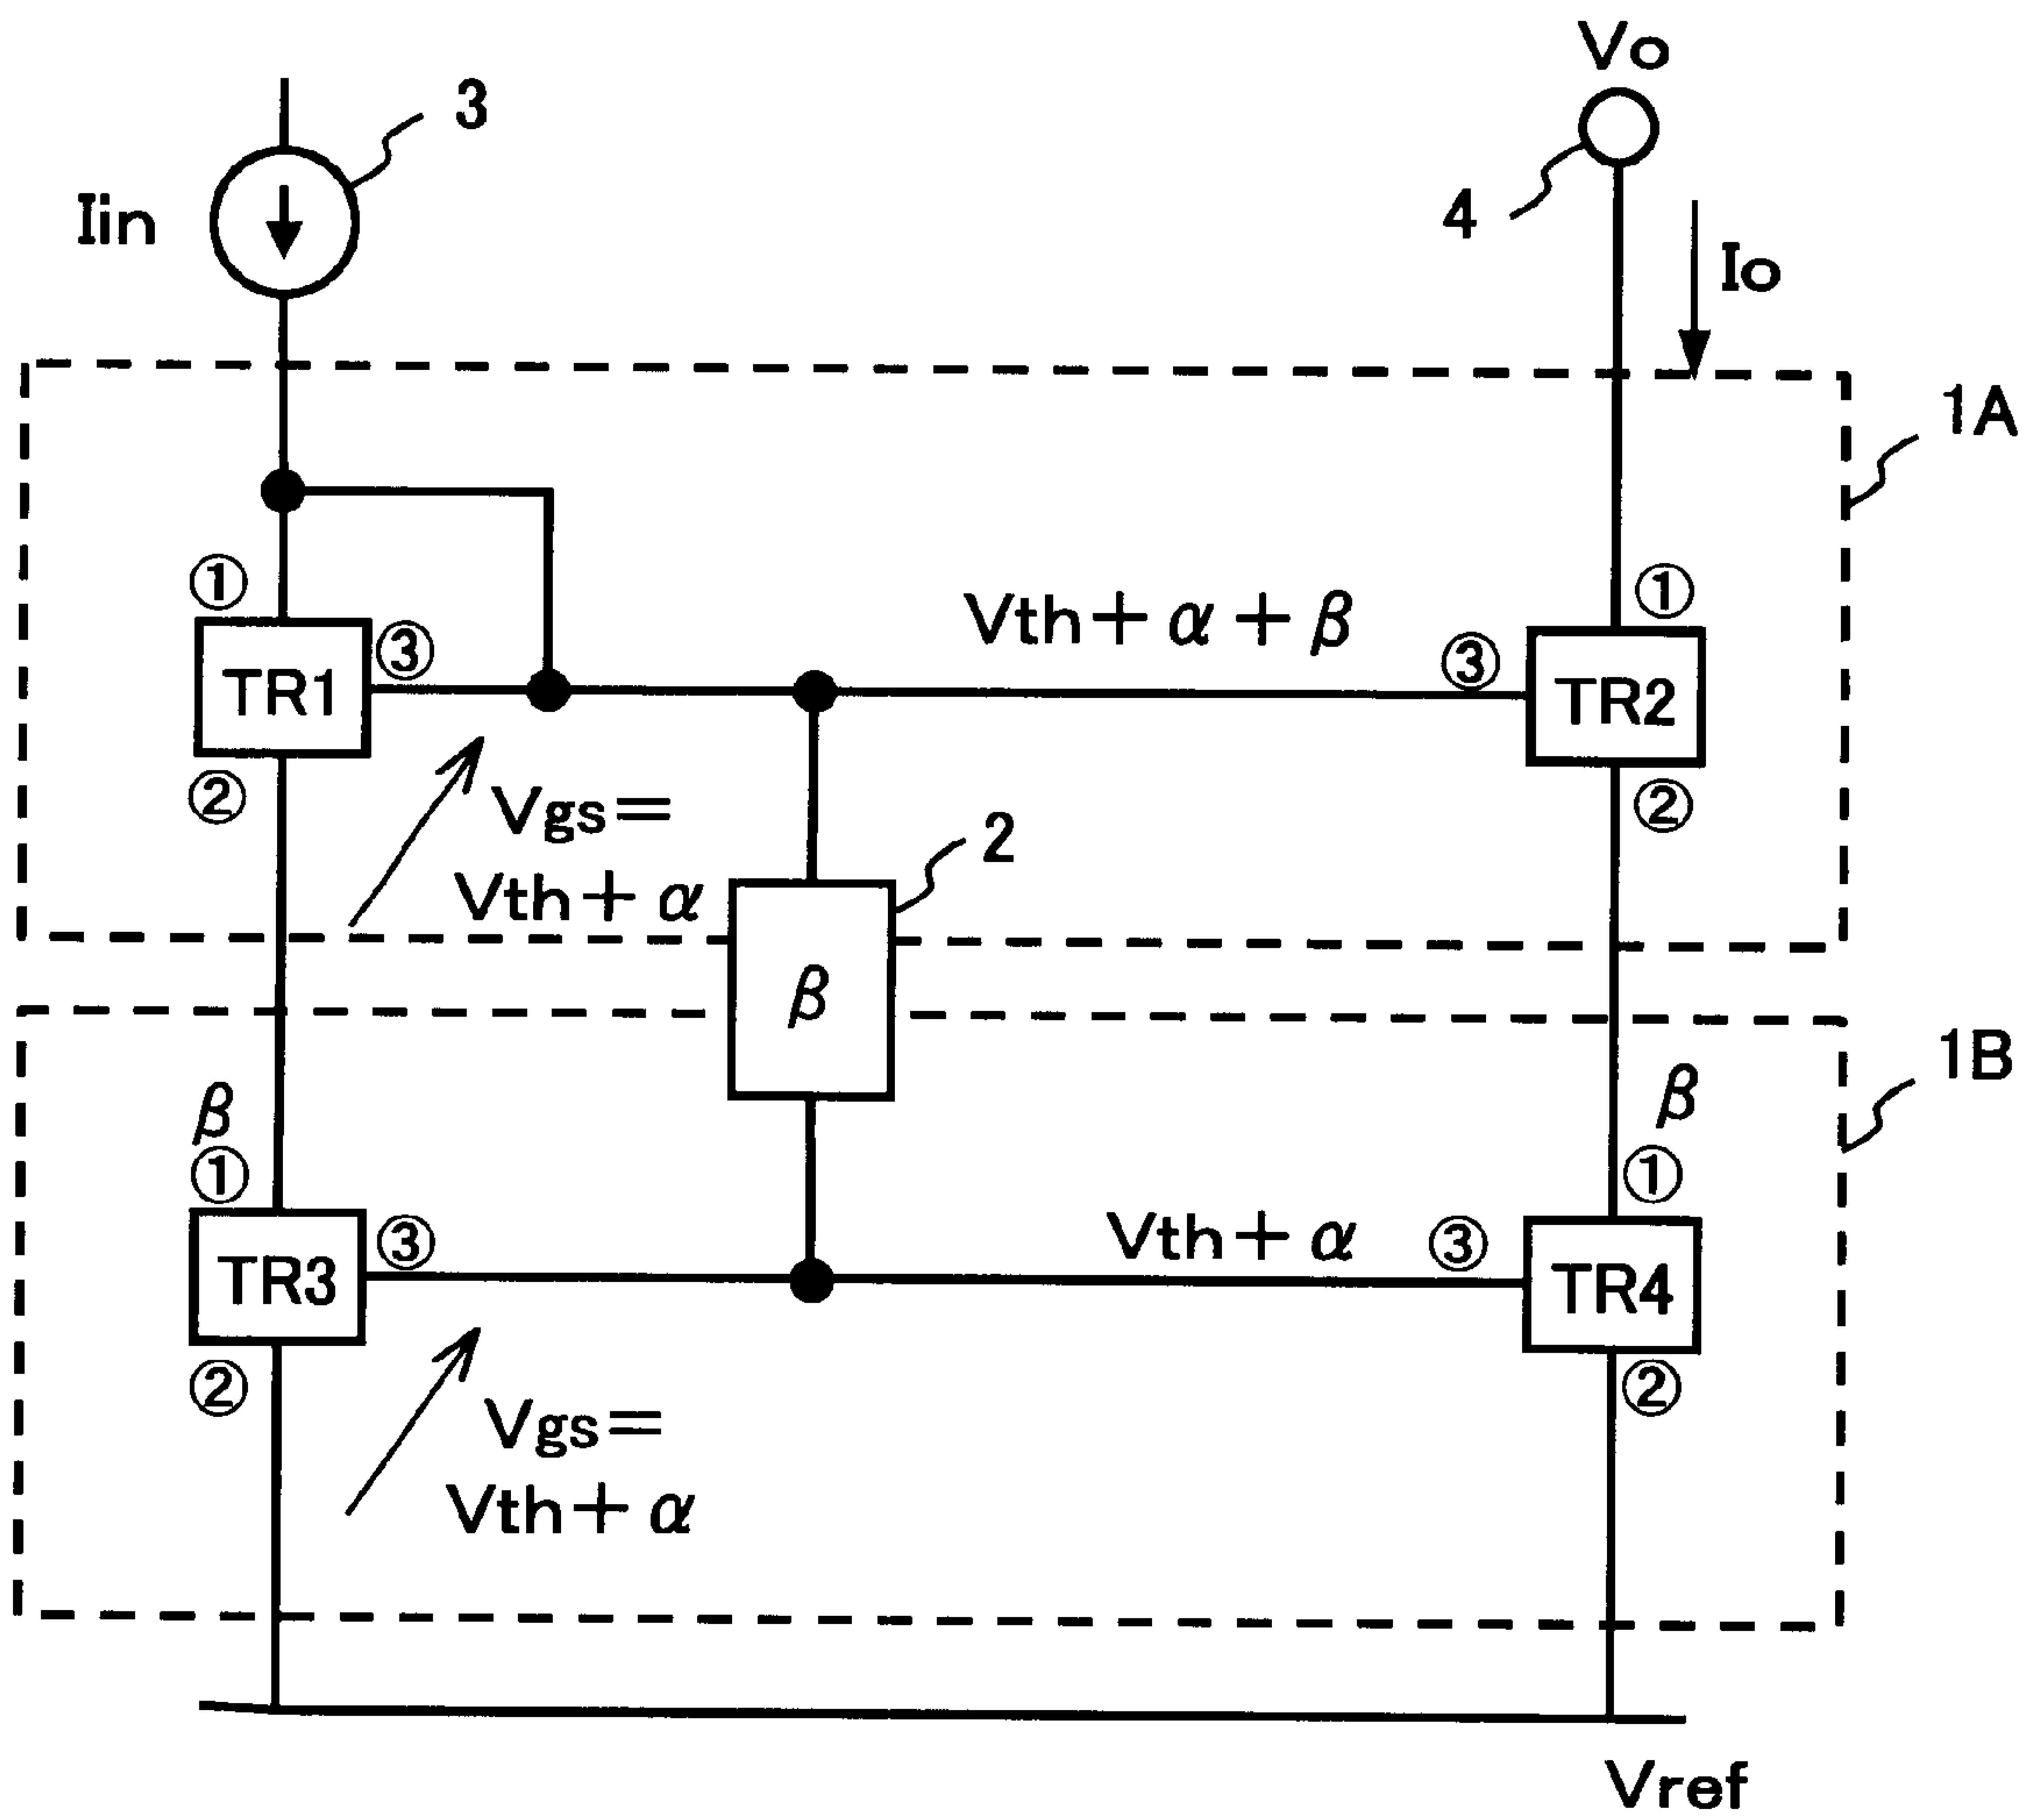 Vo
3
Iin
4
Io
1A
①
①
Vth+α+β
③
③
TR1
TR2
②
②
Vgs=
Vth+α
2
β
1B
β
β
①
①
③
Vth+α
③
TR3
TR4
②
②
Vgs=
Vth+α
Vref